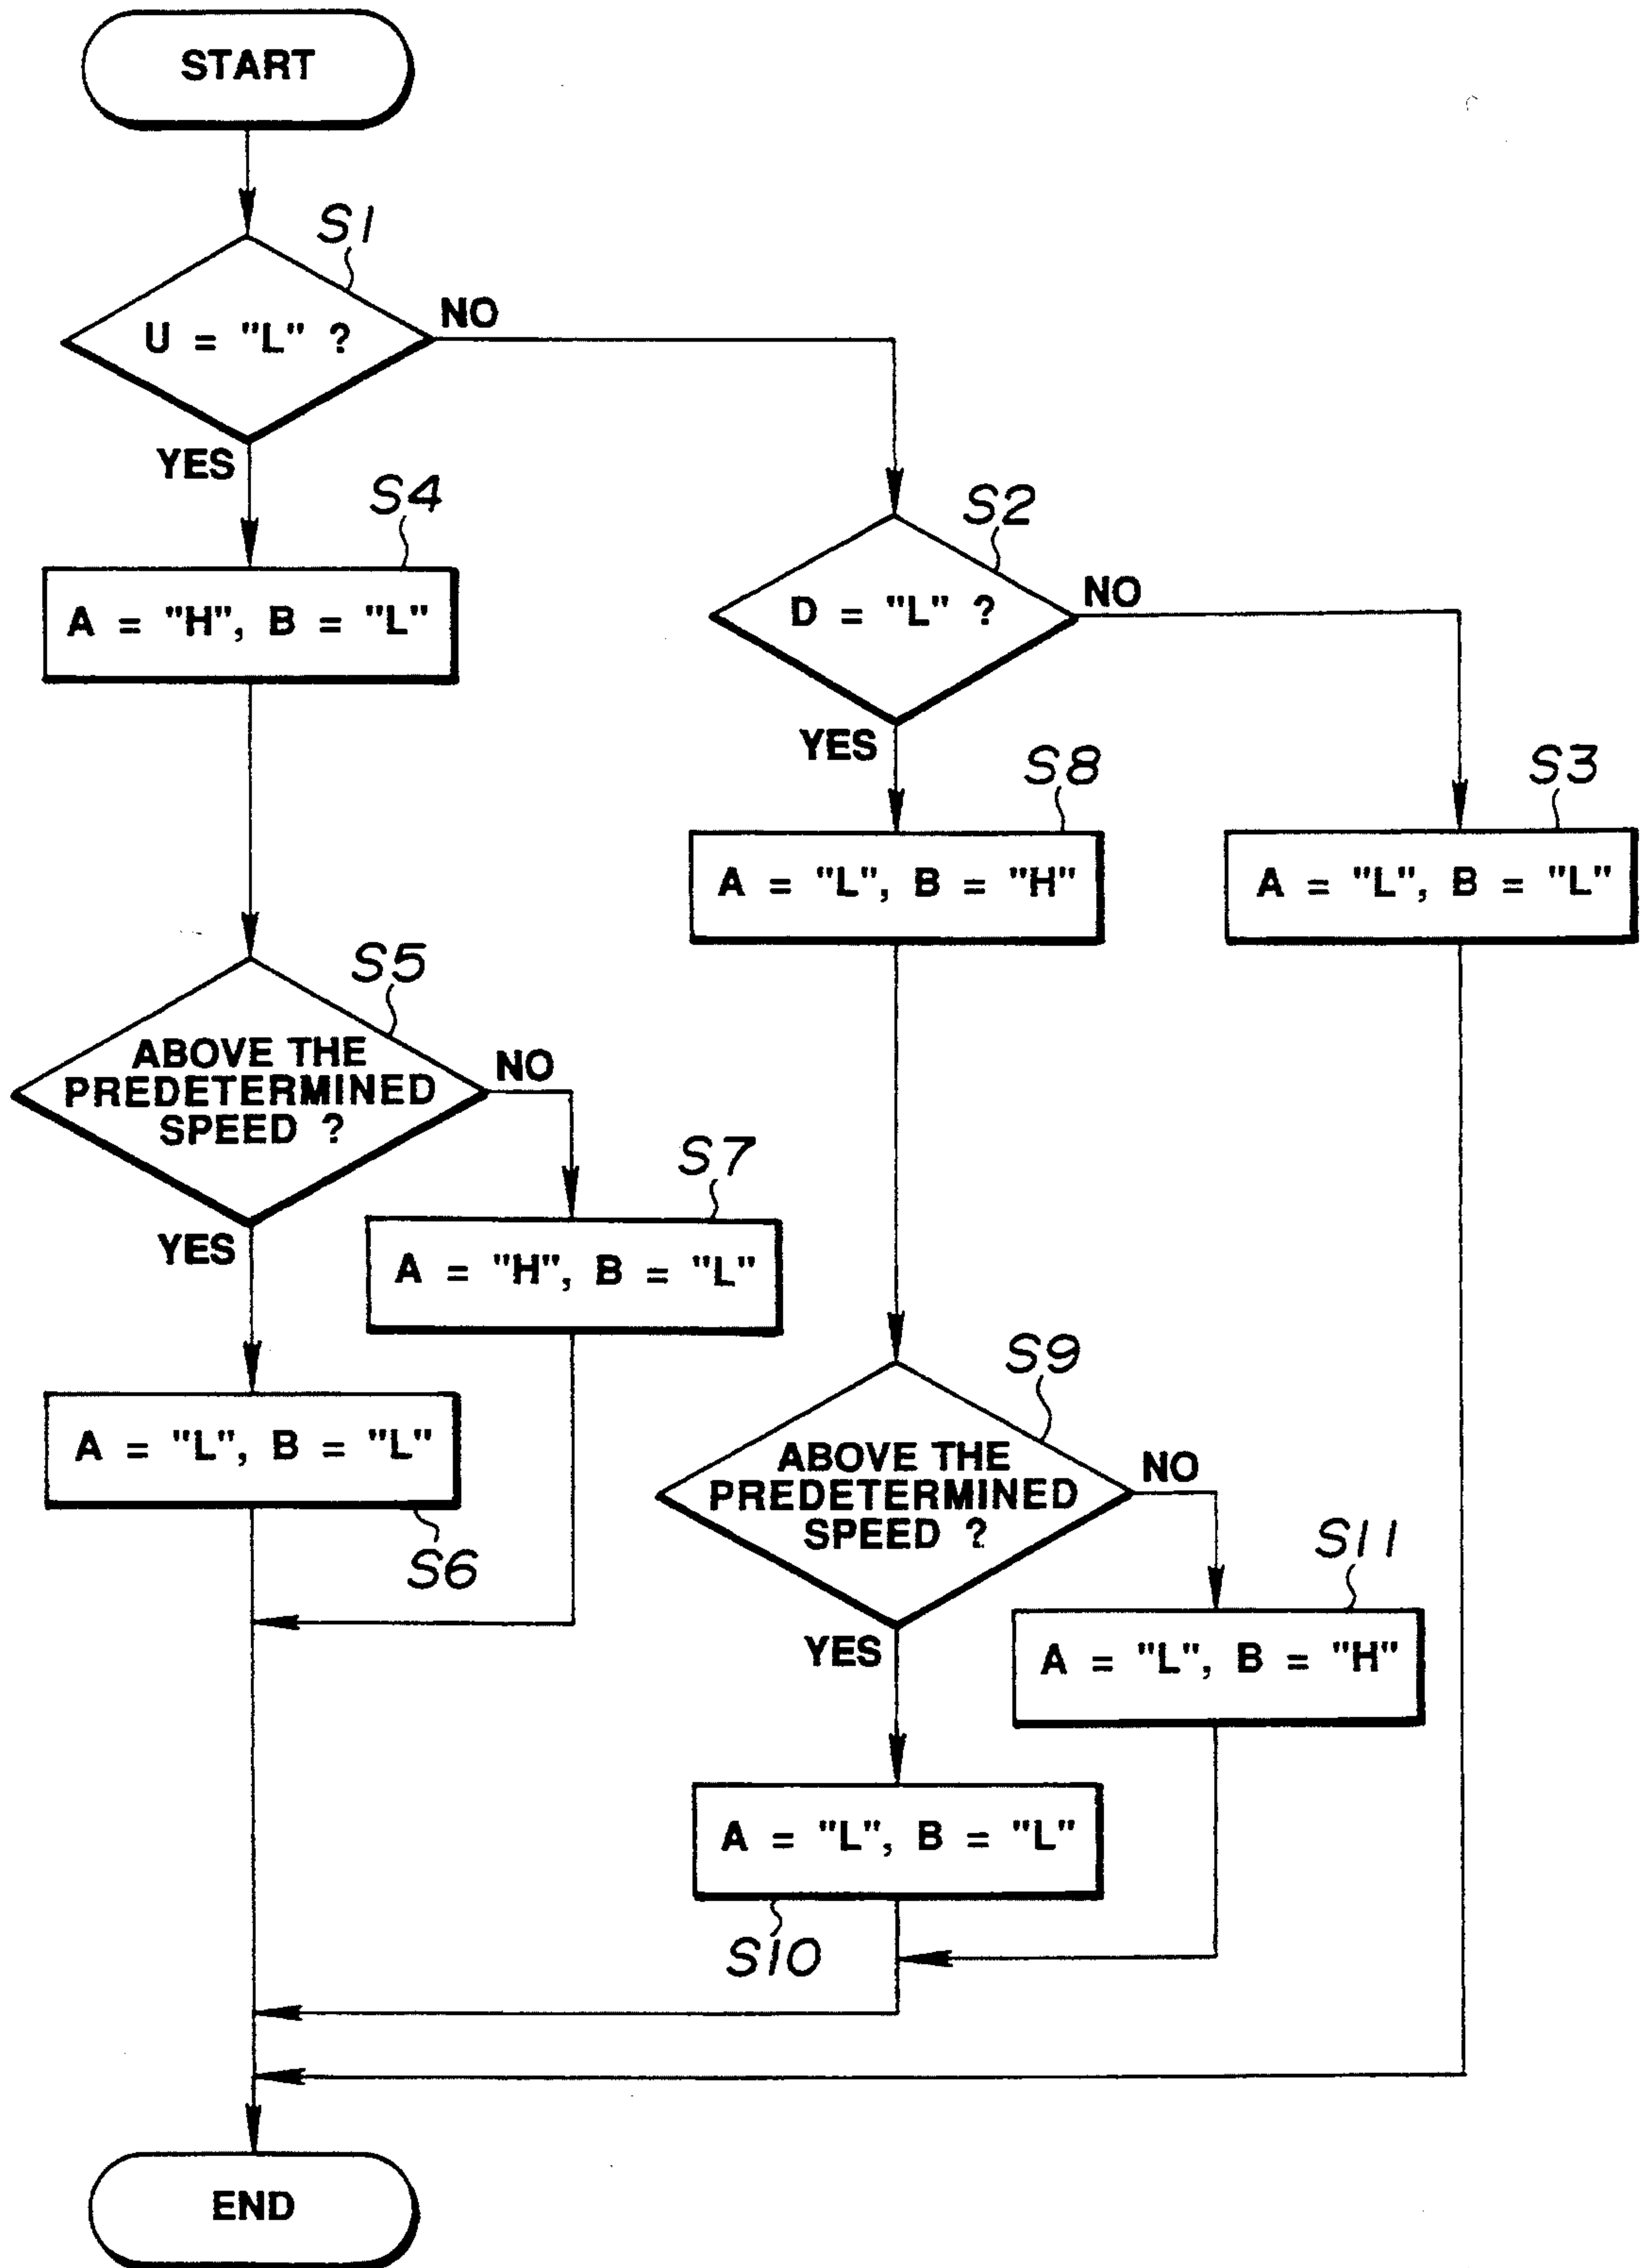 START
S1
U = "L" ?
NO
YES
S4
A = "H", B = "L"
S2
D = "L" ?
NO
YES
S8
A = "L", B = "H"
S3
A = "L", B = "L"
S5
ABOVE THE
PREDETERMINED
SPEED ?
NO
YES
S7
A = "H", B = "L"
A = "L", B = "L"
S6
S9
ABOVE THE
PREDETERMINED
SPEED ?
NO
YES
S11
A = "L", B = "H"
A = "L", B = "L"
S10
END